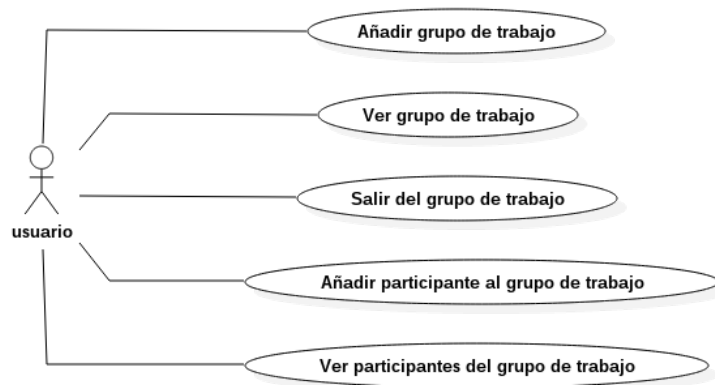 Añadir grupo de trabajo
Ver grupo de trabajo
Salir del grupo de trabajo
usuario
Añadir participante al grupo de trabajo
Ver participantes del grupo de trabajo